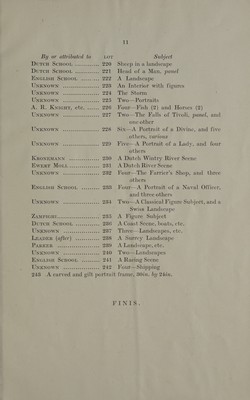 11
By or attributed to LOT Subject
DUTCH SCHOOL ............ 220 Sheep in a landscape
DUTCH SCHOOL ............ 221 Head of a Man, panel
ENGLISH SCHOOL ......... 222 A Landscape
UNKNOWN .................. 223 An Interior with figures
UNKNOWN .................. 224 The Storm
UNKNOWN .................. 225 Two—Portraits
A. R. KNIGHT, etc. ...... 226 Four—Fish (2) and Horses (2)
UNKNOWN .................. 227 Two—The Falls of Tivoli, panel, and
one other
UNKNOWN .................. 228 Six—A Portrait of a Divine, and five
others, various
UNKNOWN .................. 229 Five—A Portrait of a Lady, and four
others
230 A Dutch Wintry River Scene
231 A Dutch River Scene
UNKNOWN .................. 232 Four—The Farrier's Shop, and three
others
ENGLISH SCHOOL ......... 233 Four—A Portrait of a Naval Officer,
and three others
UNKNOWN .................. 234 Two—A Classical Figure Subject, and a
Swiss Landscape
ZAMPIGHI .................. 235 A Figure Subject
DUTCH SCHOOL ............ 236 A Coast Scene, boats, etc.
UNKNOWN .................. 237 Three—Landscapes, etc.
LEADER (after) ............ 238 A Surrey Landscape
PARKER ..................... 239 A Landscape, etc.
UNKNOWN .................. 240 Two—Landscapes
ENGLISH SCHOOL ......... 241 A Racing Scene
UNKNOWN .................. 242 Four—Shipping
243 A carved and gilt portrait frame, 30in. by 24in.
FINIS.